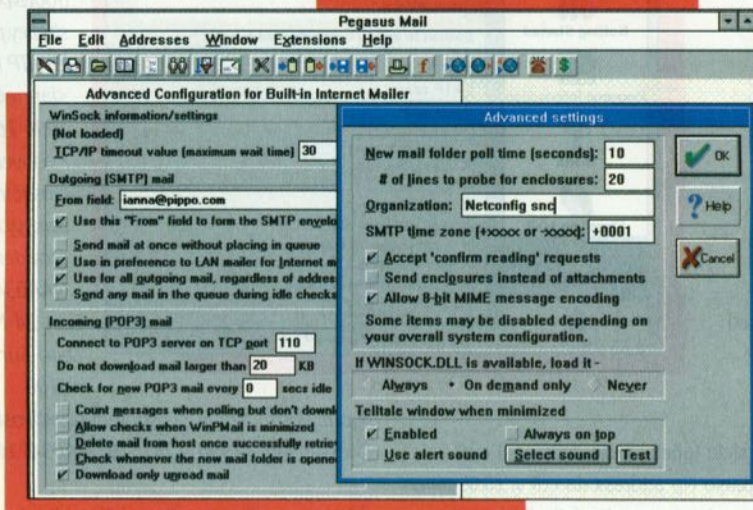 Pegasus Mail
File Edit Addresses Window Extensions Help
Advanced Configuration for Built-in Internet Mailer
WinSock information/settings
(Not loaded)
TCP/IP timeout value (maximum wait time) 30
Outgoing (SMTP) mail
From field: ianna@pippo.com
Use this "From" field to form the SMTP envelo
Send mail at once without placing in queue
Use in preference to LAN mailer for Internet m
Use for all outgoing mail, regardless of addres
Send any mail in the queue during idle checks
Incoming (POP3) mail
Connect to POP3 server on TCP port 110
Do not download mail larger than 20 KB
Check for new POP3 mail every 0 secs idle
Count messages when polling but don't downl
Allow checks when WinPMail is minimized
Delete mail from host once successfully retrie
Check whenever the new mail folder is opene
Download only unread mail
Advanced settings
New mail folder poll time (seconds): 10
# of lines to probe for enclosures: 20
Organization: Netconfig snc
SMTP time zone (+xxxx or -xxxx): +0001
Accept 'confirm reading' requests
Send enclosures instead of attachments
Allow 8-bit MIME message encoding
Some items may be disabled depending on
your overall system configuration.
If WINSOCK.DLL is available, load it -
Always On demand only Never
Telltale window when minimized
Enabled Always on top
Use alert sound Select sound Test
OK
Help
Cancel